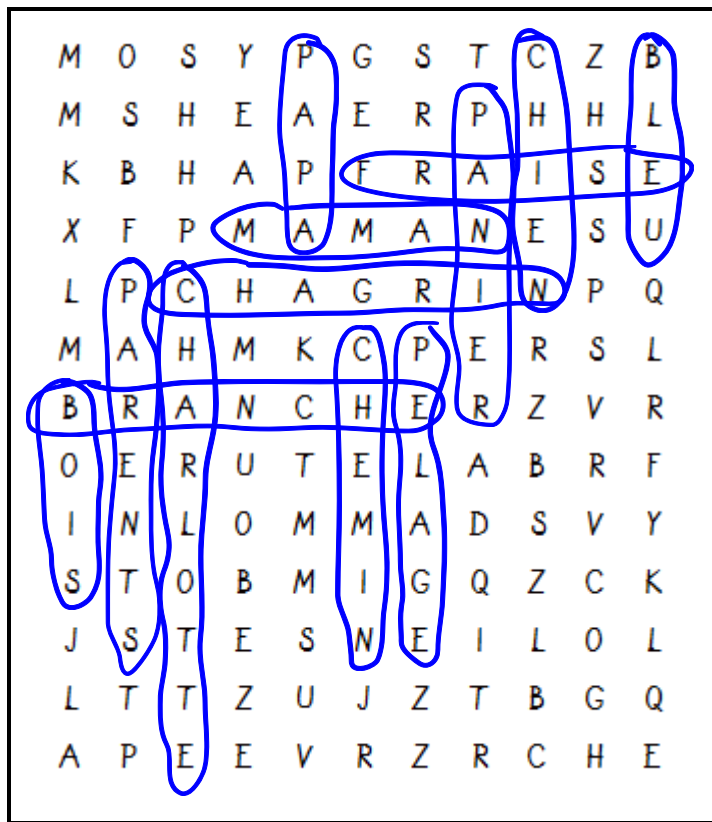 M O S Y P G S T C Z B
M S H E A E R P H H L
K B H A P F R A I S E
X F P M A M A N E S U
L P C H A G R I N P Q
M A H M K C P E R S L
B R A N C H E R Z V R
O E R U T E L A B R F
I N L O M M A D S V Y
S T O B M I G Q Z C K
J S T E S N E I L O L
L T T Z U J Z T B G Q
A P E E V R Z R C H E